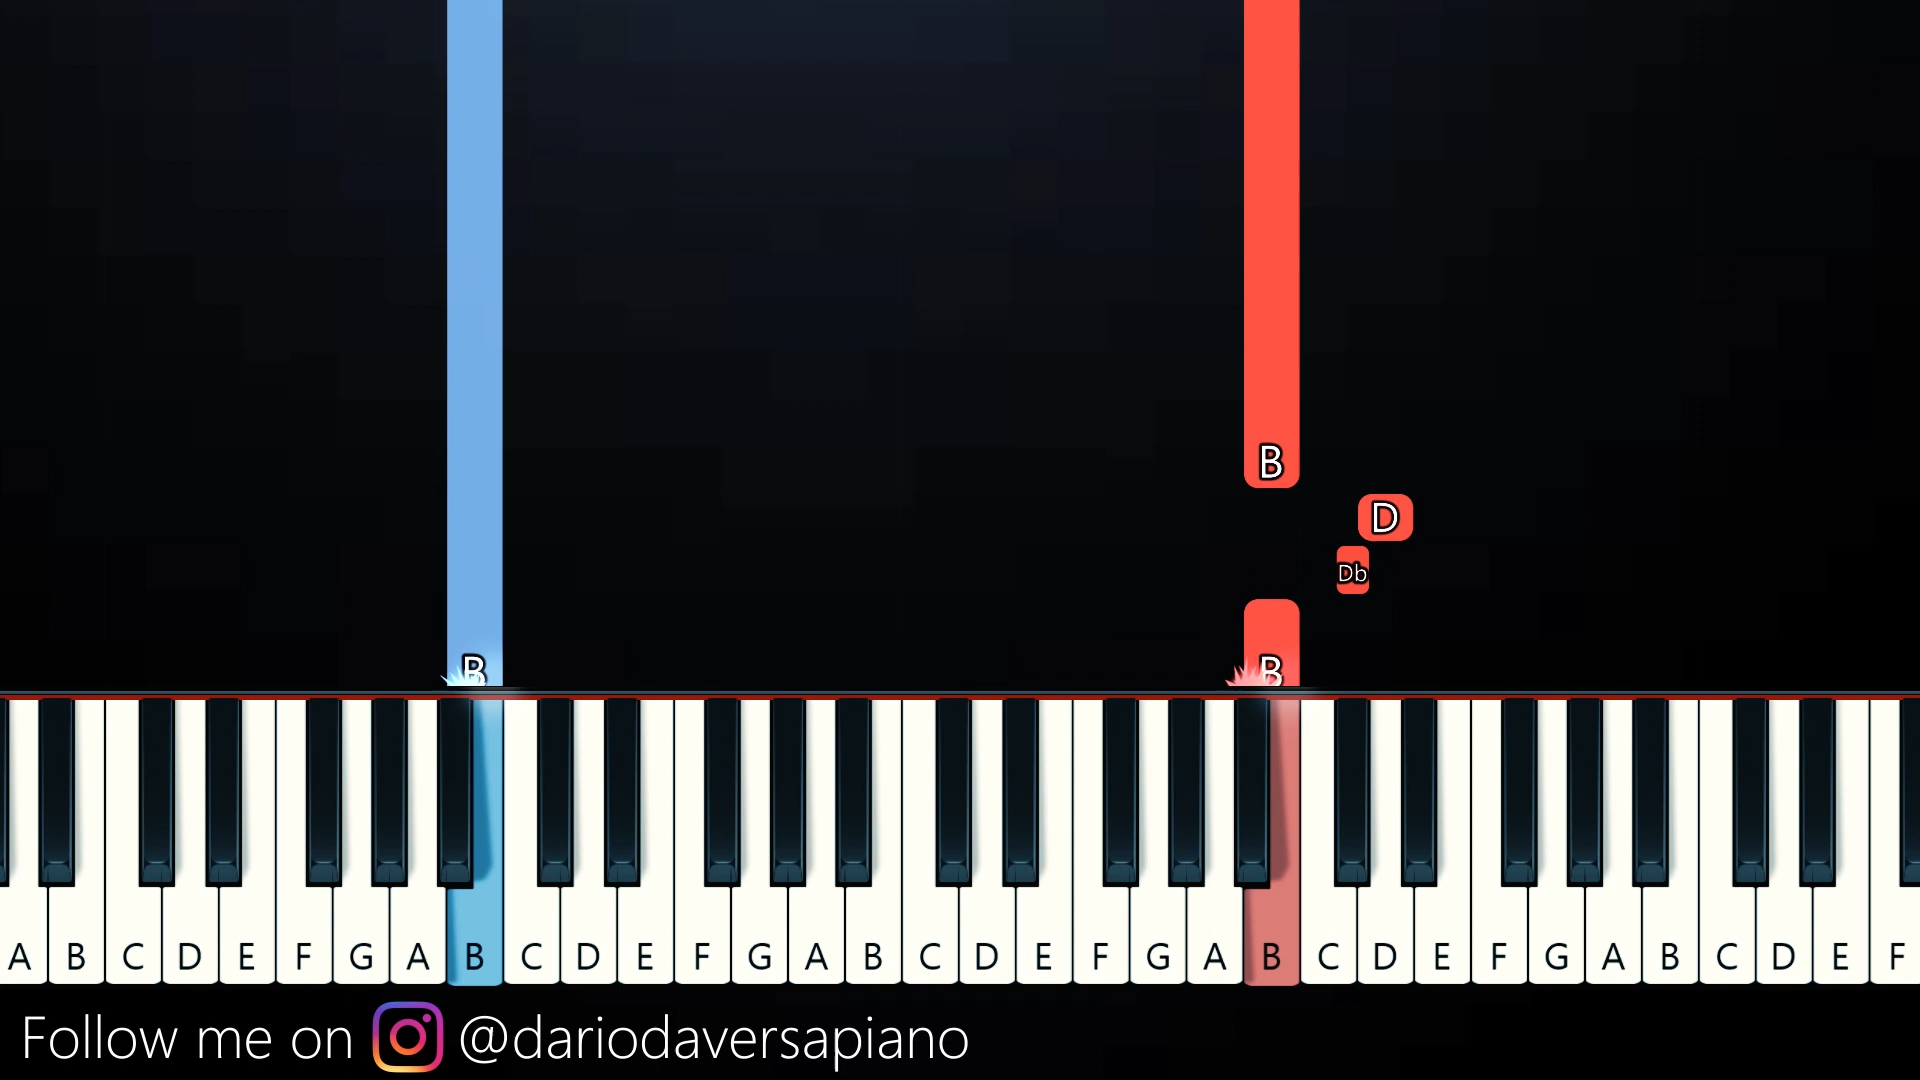 B
D
Db
B B
A B C D E F G A B C D E F G A B C D E F G A B C D E F G A B C D E F
Follow me on @dariodaversapiano